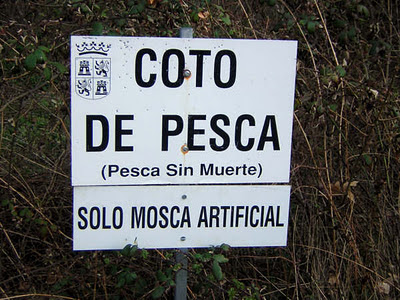 COTO
DE PESCA
(Pesca Sin Muerte)
SOLO MOSCA ARTIFICIAL